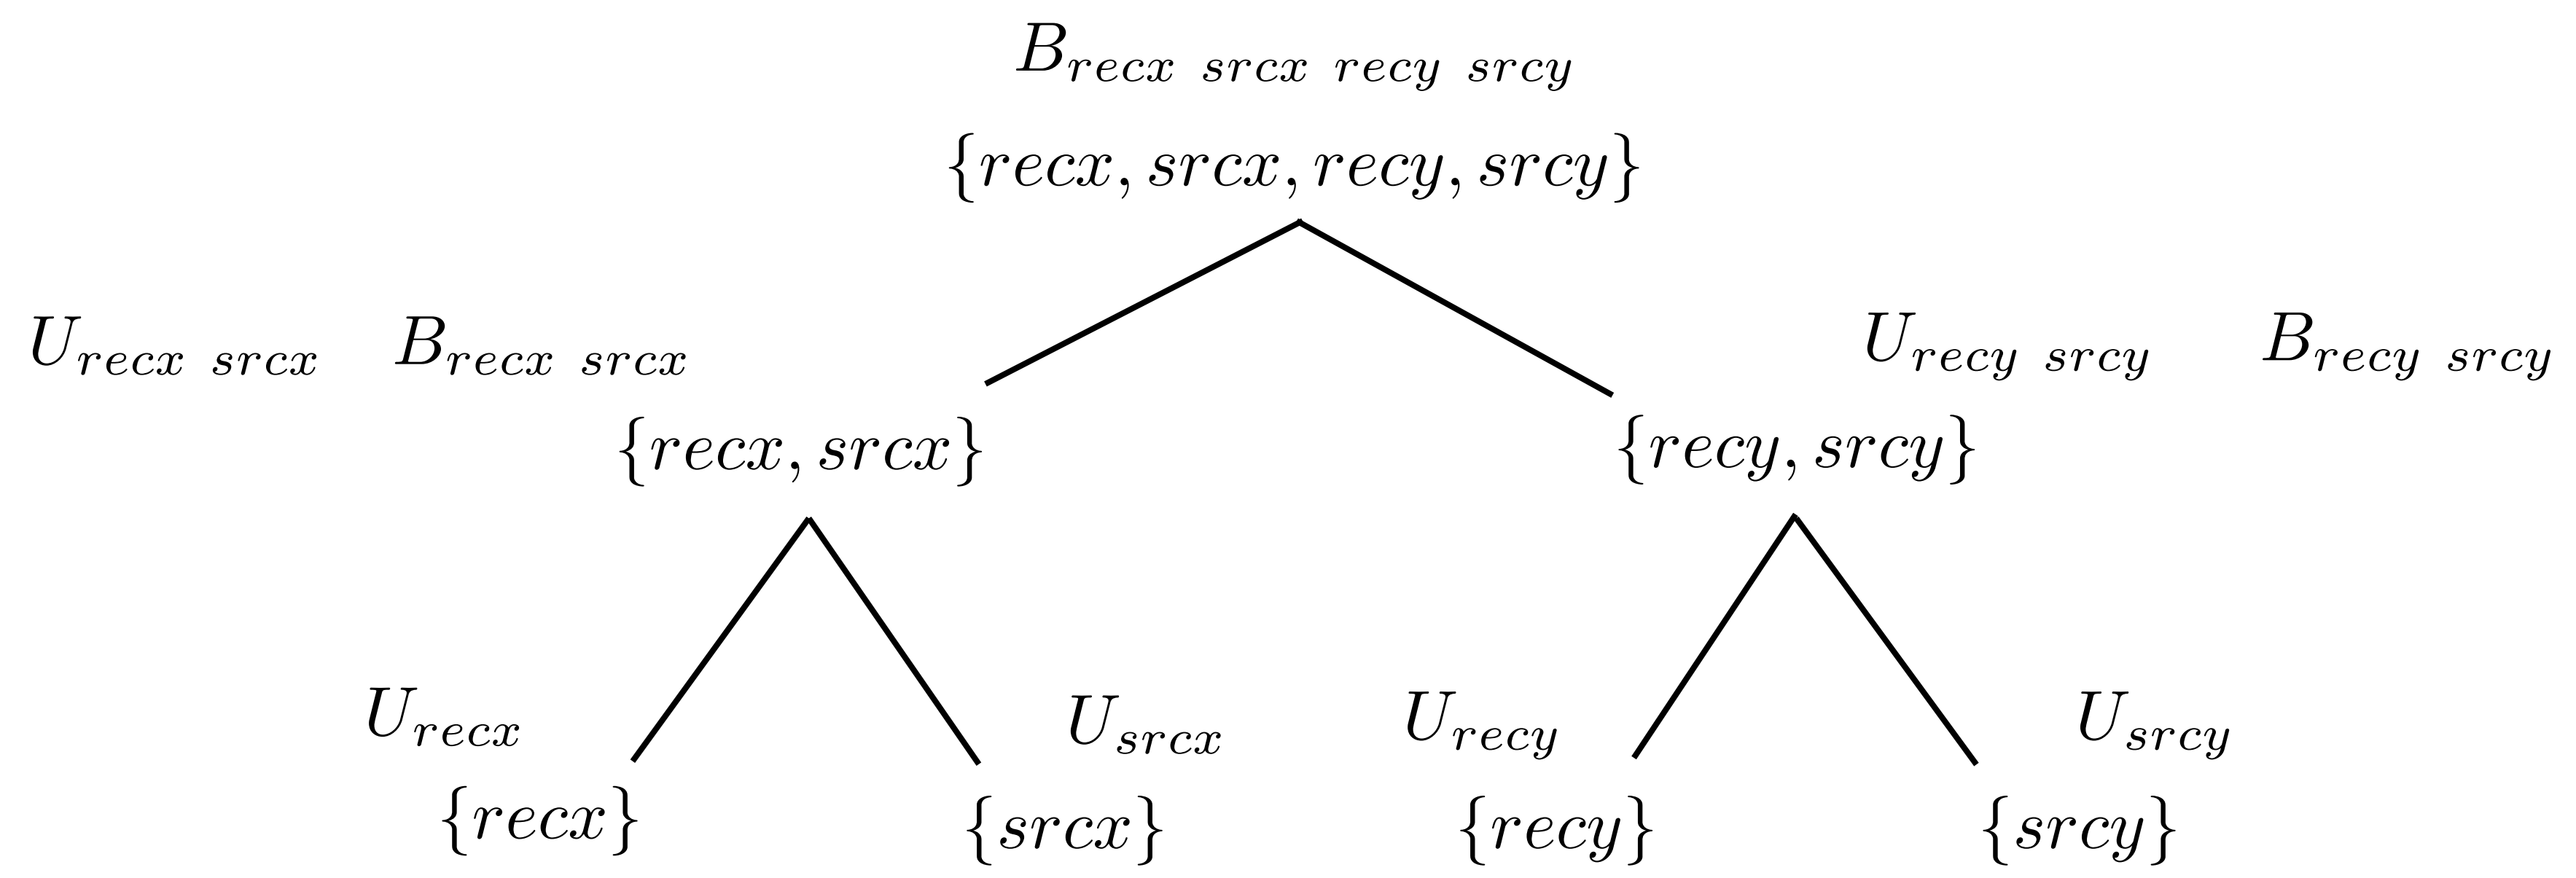 B_{recx srcx recy srcy}
{recx, srcx, recy, srcy}
U_{recx srcx} B_{recx srcx} U_{recy srcy} B_{recy srcy}
{recx, srcx} {recy, srcy}
U_{recx} U_{srcx} U_{recy} U_{srcy}
{recx} {srcx} {recy} {srcy}